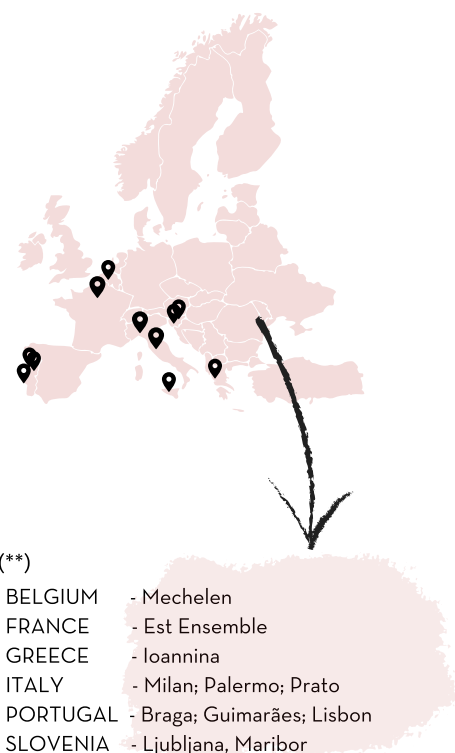 (**)
BELGIUM - Mechelen
FRANCE - Est Ensemble
GREECE - Ioannina
ITALY - Milan; Palermo; Prato
PORTUGAL - Braga; Guimarães; Lisbon
SLOVENIA - Ljubljana, Maribor